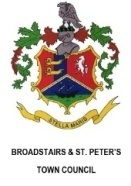 STELLA MARIS
BROADSTAIRS & ST. PETER'S
TOWN COUNCIL